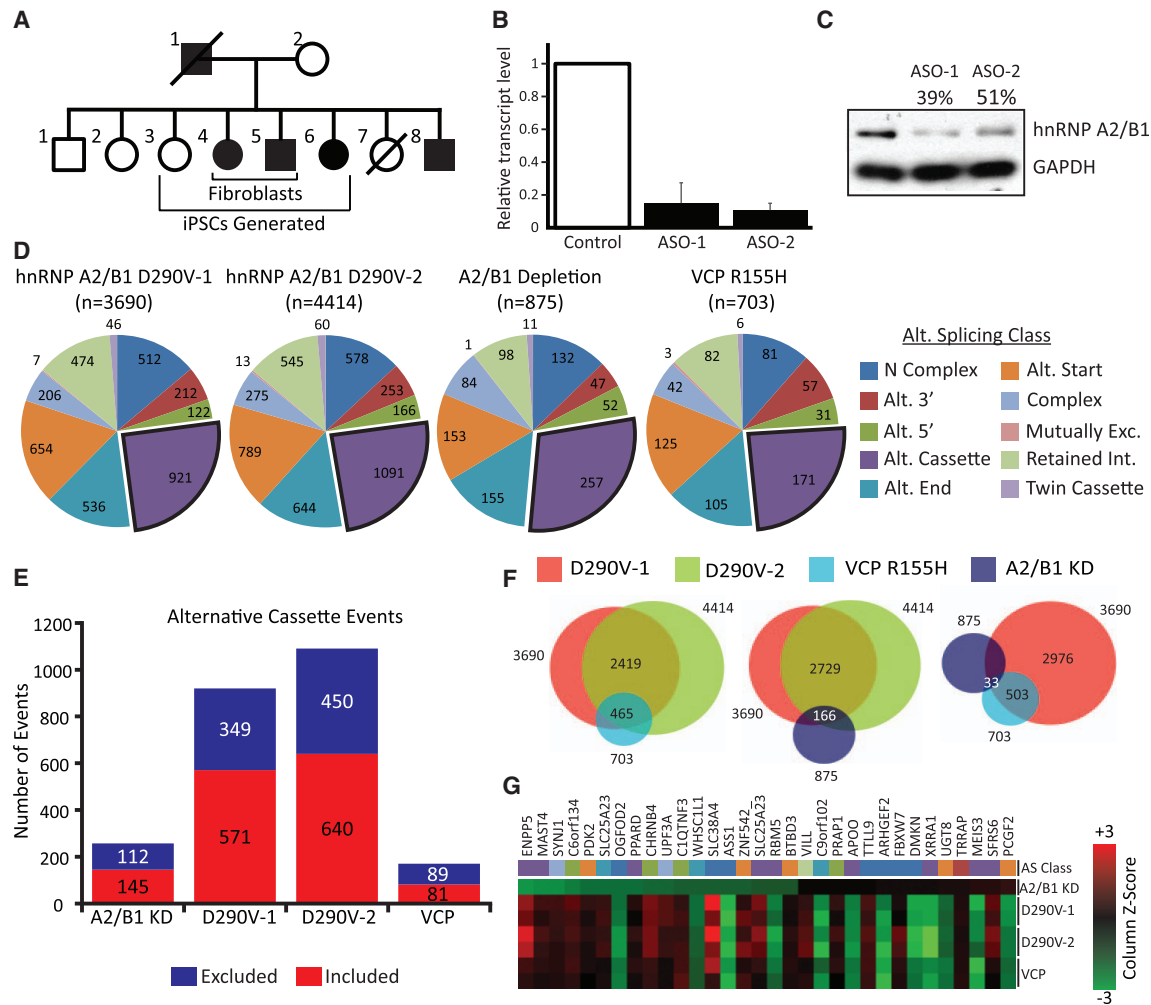 A
1
2
1
2
3
4
5
6
7
8
Fibroblasts
iPSCs Generated
B
Relative transcript level
1
0.8
0.6
0.4
0.2
0
Control
ASO-1
ASO-2
C
ASO-1 ASO-2
39% 51%
hnRNP A2/B1
GAPDH
D
hnRNP A2/B1 D290V-1
(n=3690)
46
512
212
122
921
536
654
206
7
474
hnRNP A2/B1 D290V-2
(n=4414)
60
578
253
166
1091
644
789
275
13
545
A2/B1 Depletion
(n=875)
11
132
47
52
257
155
153
84
1
98
VCP R155H
(n=703)
6
81
57
31
171
105
125
42
3
82
Alt. Splicing Class
N Complex
Alt. Start
Alt. 3’
Complex
Alt. 5’
Mutually Exc.
Alt. Cassette
Retained Int.
Alt. End
Twin Cassette
E
Alternative Cassette Events
Number of Events
1200
1000
800
600
400
200
0
112
145
349
571
450
640
89
81
A2/B1 KD
D290V-1
D290V-2
VCP
Excluded
Included
F
D290V-1
D290V-2
VCP R155H
A2/B1 KD
3690
4414
2419
465
703
3690
4414
2729
166
875
875
3690
2976
33
503
703
G
ENPP5
MAST4
SYNJ1
C6orf134
PDK2
SLC25A23
OGFOD2
PPARD
CHRNB4
UPF3A
C1QTNF3
WHSC1L1
SLC38A4
ASS1
ZNF542_
SLC25A23
RBM5
BTBD3
VILL
C9orf102
PRAP1
APOO
TTLL9
ARHGEF2
FBXW7
DMKN
XRRA1
UGT8
TRRAP
MEIS3
SFRS6
PCGF2
AS Class
A2/B1 KD
D290V-1
D290V-2
VCP
+3
Column Z-Score
-3